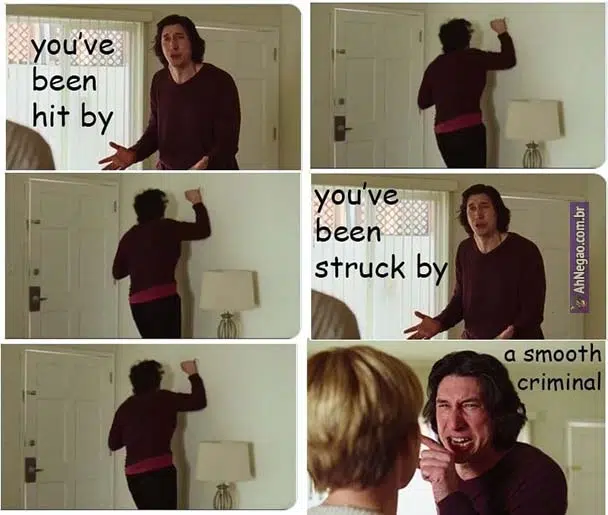 you've
been
hit by
you've
been
struck by
AhNegao.com.br
a smooth
criminal